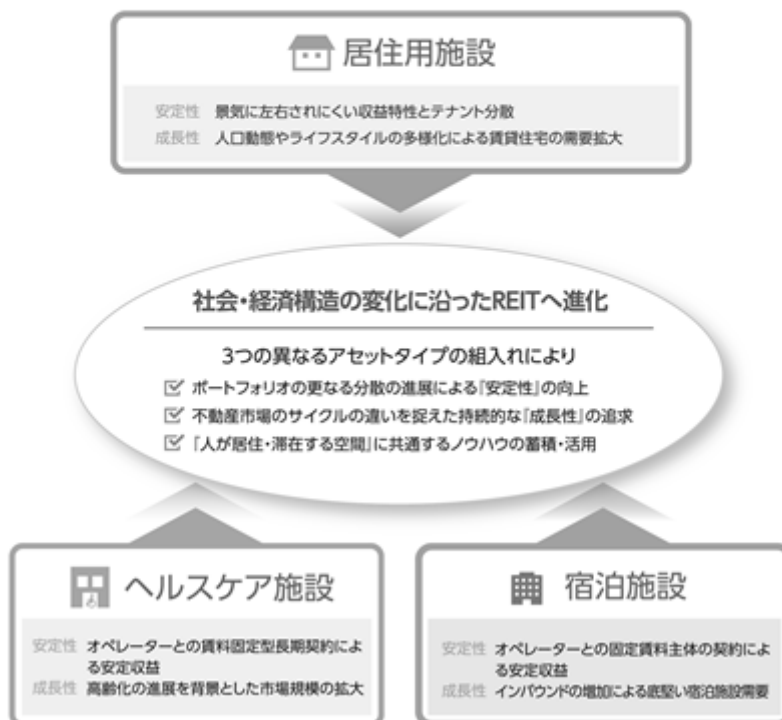 居住用施設
安定性 景気に左右されにくい収益特性とテナント分散
成長性 人口動態やライフスタイルの多様化による賃貸住宅の需要拡大
社会・経済構造の変化に沿ったREITへ進化
3つの異なるアセットタイプの組入れにより
ポートフォリオの更なる分散の進展による『安定性』の向上
不動産市場のサイクルの違いを捉えた持続的な『成長性』の追求
『人が居住・滞在する空間』に共通するノウハウの蓄積・活用
ヘルスケア施設
安定性 オペレーターとの賃料固定型長期契約によ
る安定収益
成長性 高齢化の進展を背景とした市場規模の拡大
宿泊施設
安定性 オペレーターとの固定賃料主体の契約によ
る安定収益
成長性 インバウンドの増加による底堅い宿泊施設需要